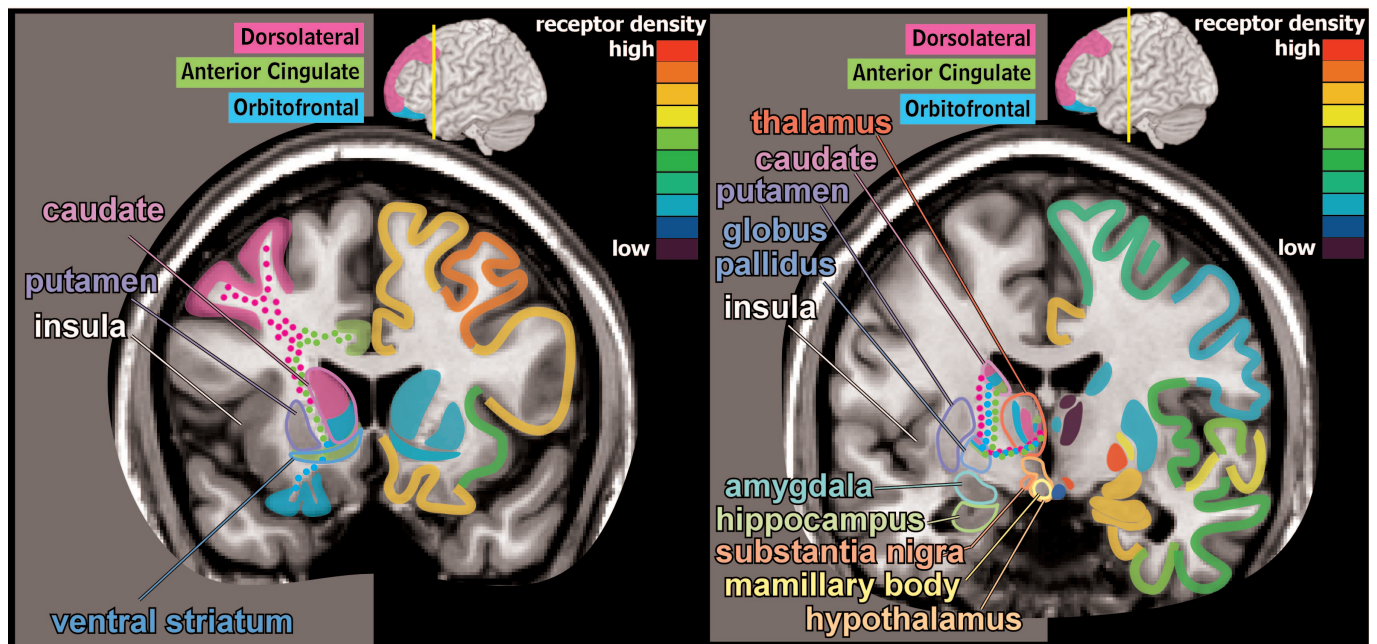 receptor density
Dorsolateral
high
Anterior Cingulate
Orbitofrontal
caudate
putamen
insula
low
ventral striatum
receptor density
Dorsolateral
high
Anterior Cingulate
Orbitofrontal
thalamus
caudate
putamen
globus
pallidus
low
insula
amygdala
hippocampus
substantia nigra
mamillary body
hypothalamus